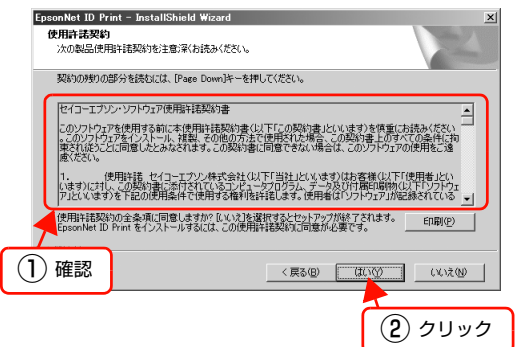 EpsonNet ID Print - InstallShield Wizard
使用許諾契約
次の製品使用許諾契約を注意深くお読みください。
契約の残りの部分を読むには、[Page Down]キーを押してください。
セイコーエプソン・ソフトウェア使用許諾契約書
このソフトウェアを使用する前に本使用許諾契約書(以下「この契約書」といいます)を慎重にお読みください
。このソフトウェアをインストール、複製、その他の方法で使用された場合、この契約書上のすべての条件に拘
束され従うことに同意したとみなされます。この契約書に同意できない場合は、このソフトウェアの使用をご遠
慮ください。
1. 使用許諾 セイコーエプソン株式会社(以下「当社」といいます)はお客様(以下「使用者」とい
います)に対し、この契約書に添付されているコンピュータプログラム、データ及び付属印刷物(以下「ソフトウェ
ア」といいます)を下記の使用条件で使用する権利を許諾します。使用者は「ソフトウェア」が記録されている
使用許諾契約の全条項に同意しますか? [いいえ]を選択するとセットアップが終了されます。
EpsonNet ID Print をインストールするには、この使用許諾契約に同意が必要です。
印刷(P)
① 確認
< 戻る(B) はい(Y) いいえ(N)
② クリック